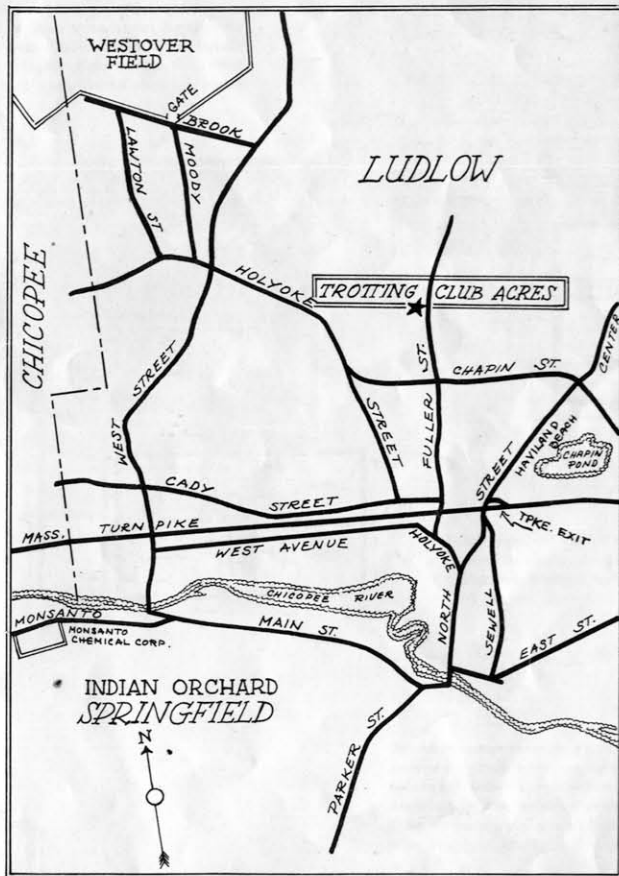 WESTOVER
FIELD
GATE
BROOK
LAWTON ST
MOODY
LUDLOW
CHICOPEE
HOLYOKE
TROTTING CLUB ACRES
CENTER
CHAPIN ST.
WEST STREET
STREET
FULLER ST.
STREET
HAVILAND BEACH
CHAPIN
POND
CADY STREET
MASS. TURNPIKE
TPKE. EXIT
WEST AVENUE
HOLYOKE
NORTH
SEWELL
CHICOPEE RIVER
MONSANTO
MONSANTO
CHEMICAL CORP.
MAIN ST.
EAST ST.
INDIAN ORCHARD
SPRINGFIELD
PARKER ST.
N